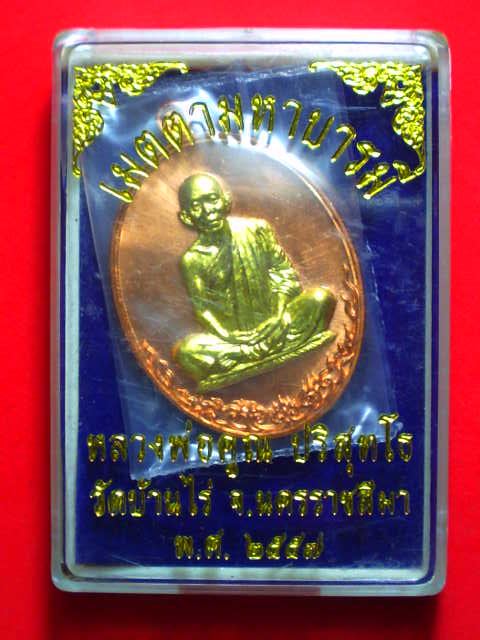 เมตตามหาบารมี
หลวงพ่อคูณ ปริสุทโธ
วัดบ้านไร่ จ.นครราชสีมา
พ.ศ. ๒๕๕๗